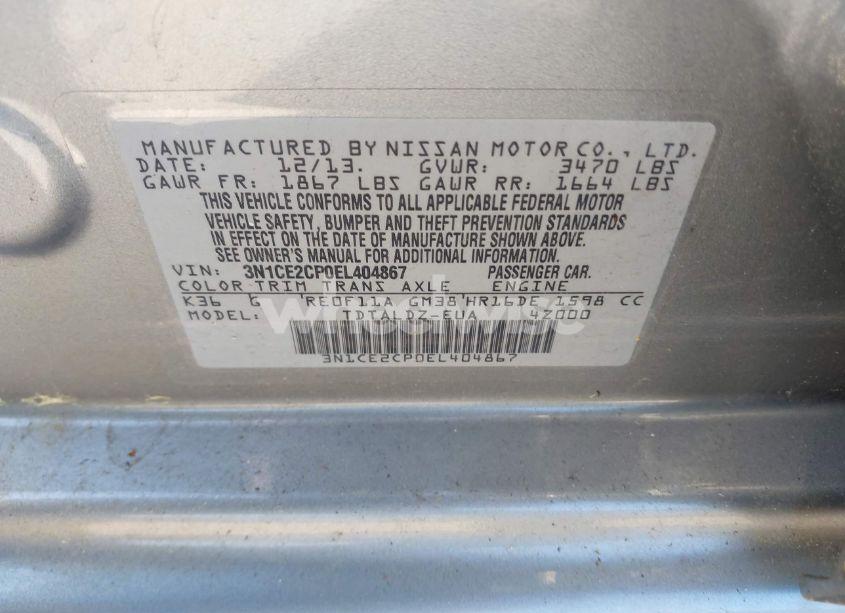 MANUFACTURED BY NISSAN MOTOR CO., LTD.
DATE: 12/13. GVWR: 3470 LBS
GAWR FR: 1867 LBS GAWR RR: 1664 LBS
THIS VEHICLE CONFORMS TO ALL APPLICABLE FEDERAL MOTOR
VEHICLE SAFETY, BUMPER AND THEFT PREVENTION STANDARDS
IN EFFECT ON THE DATE OF MANUFACTURE SHOWN ABOVE.
SEE OWNER'S MANUAL FOR ADDITIONAL INFORMATION.
VIN: 3N1CE2CP0EL404867 PASSENGER CAR.
COLOR TRIM TRANS AXLE ENGINE
K36 G RE0F11A GM38 HR16DE 1598 CC
MODEL: TDTALDZ-EUA 4Z000
3N1CE2CP0EL404867